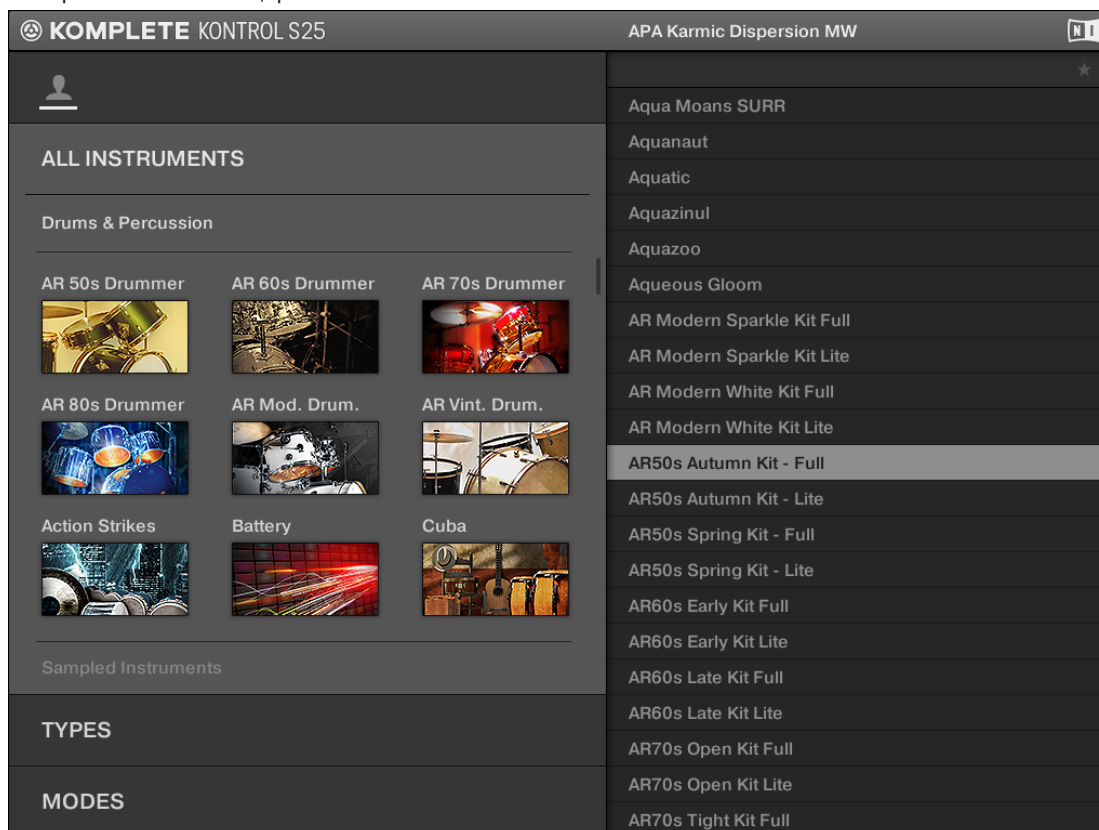 KOMPLETE KONTROL S25
APA Karmic Dispersion MW
NI
ALL INSTRUMENTS
Drums & Percussion
AR 50s Drummer
AR 60s Drummer
AR 70s Drummer
AR 80s Drummer
AR Mod. Drum.
AR Vint. Drum.
Action Strikes
Battery
Cuba
Sampled Instruments
TYPES
MODES
Aqua Moans SURR
Aquanaut
Aquatic
Aquazinul
Aquazoo
Aqueous Gloom
AR Modern Sparkle Kit Full
AR Modern Sparkle Kit Lite
AR Modern White Kit Full
AR Modern White Kit Lite
AR50s Autumn Kit - Full
AR50s Autumn Kit - Lite
AR50s Spring Kit - Full
AR50s Spring Kit - Lite
AR60s Early Kit Full
AR60s Early Kit Lite
AR60s Late Kit Full
AR60s Late Kit Lite
AR70s Open Kit Full
AR70s Open Kit Lite
AR70s Tight Kit Full